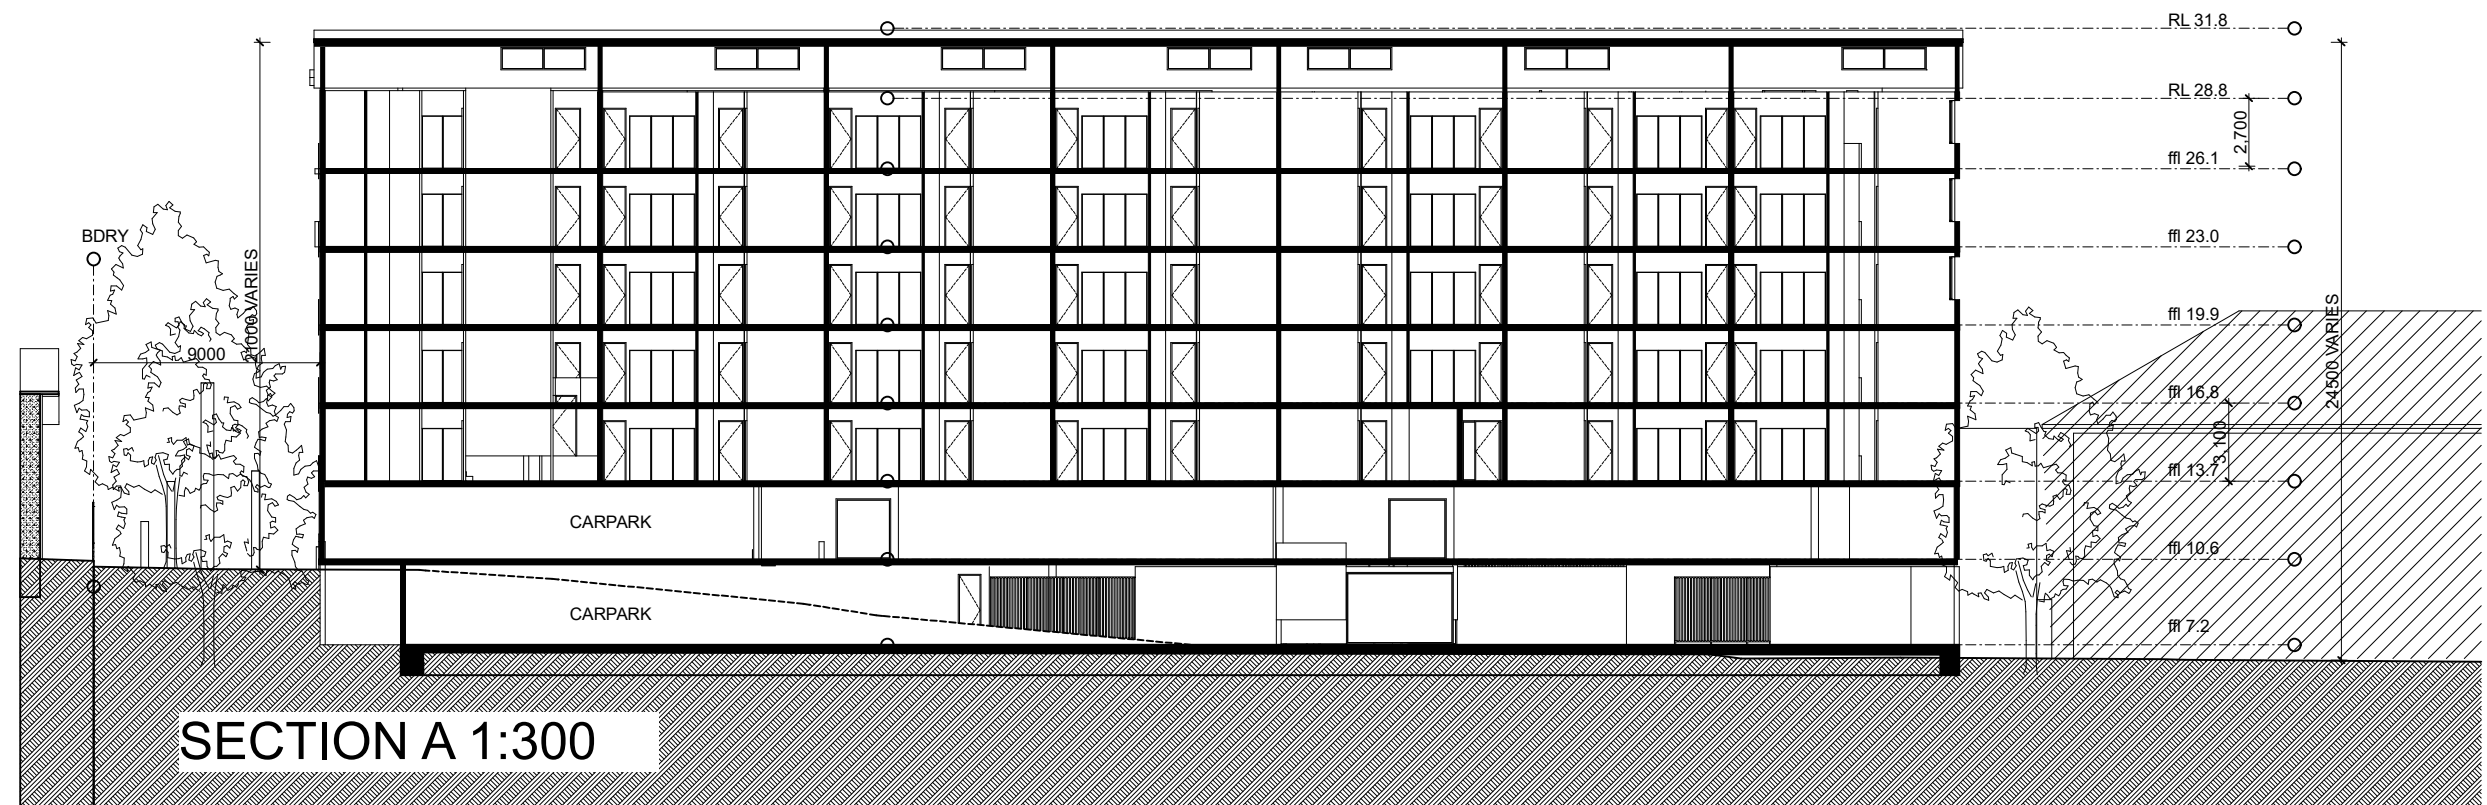 RL 31.8
RL 28.8
2,700
ffl 26.1
BDRY
ffl 23.0
21000 VARIES
ffl 19.9
9000
24500 VARIES
ffl 16.8
3,100
ffl 13.7
CARPARK
ffl 10.6
CARPARK
ffl 7.2
SECTION A 1:300